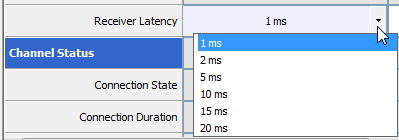 Receiver Latency 1 ms
1 ms
Channel Status
2 ms
5 ms
Connection State
10 ms
15 ms
Connection Duration
20 ms